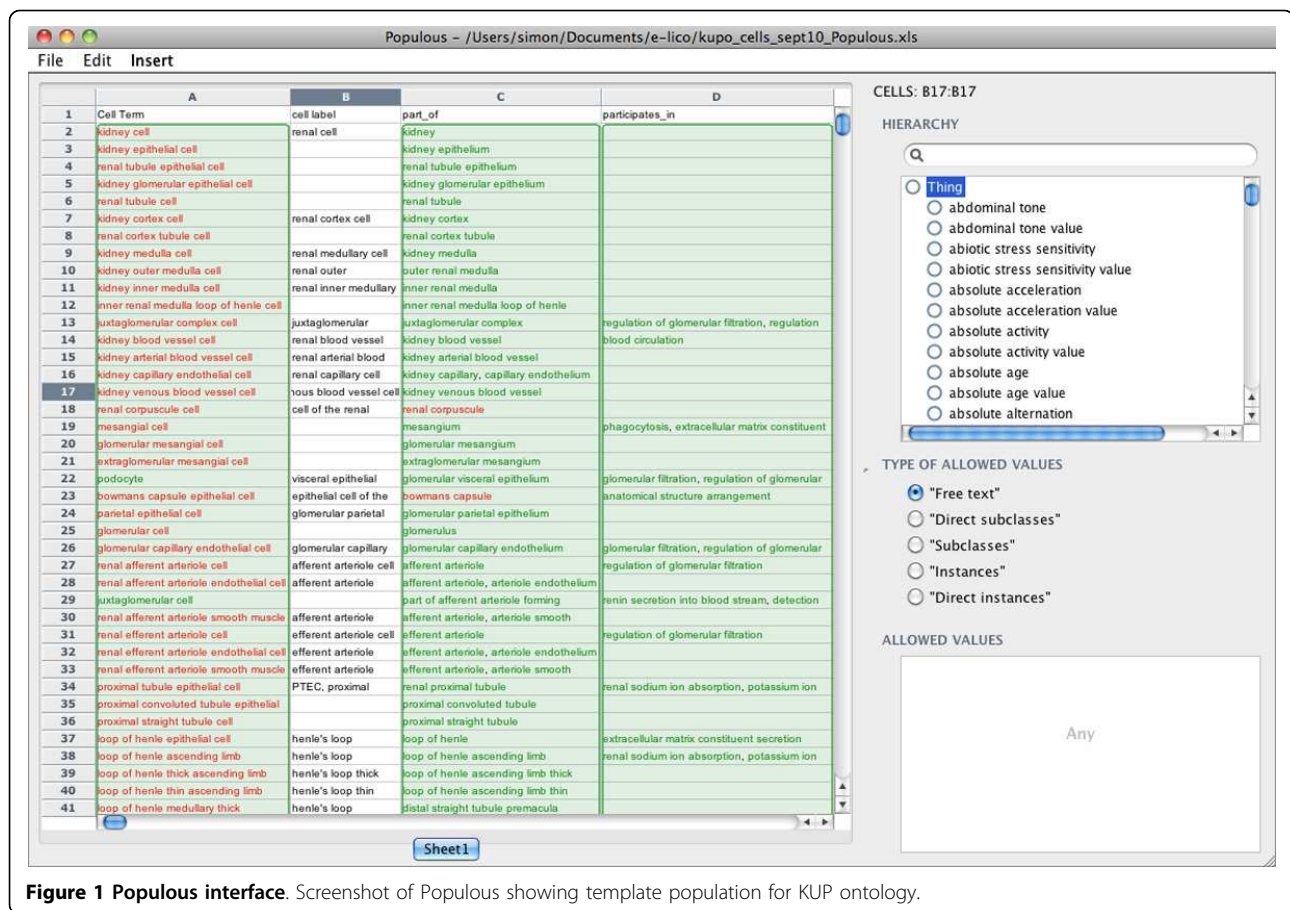 Populous – /Users/simon/Documents/e-lico/kupo_cells_sept10_Populous.xls
File Edit Insert
A B C D
1 Cell Term cell label part_of participates_in
2 kidney cell renal cell kidney
3 kidney epithelial cell kidney epithelium
4 renal tubule epithelial cell renal tubule epithelium
5 kidney glomerular epithelial cell kidney glomerular epithelium
6 renal tubule cell renal tubule
7 kidney cortex cell renal cortex cell kidney cortex
8 renal cortex tubule cell renal cortex tubule
9 kidney medulla cell renal medullary cell kidney medulla
10 kidney outer medulla cell renal outer outer renal medulla
11 kidney inner medulla cell renal inner medullary inner renal medulla
12 inner renal medulla loop of henle cell inner renal medulla loop of henle
13 juxtaglomerular complex cell juxtaglomerular juxtaglomerular complex regulation of glomerular filtration, regulation
14 kidney blood vessel cell renal blood vessel kidney blood vessel blood circulation
15 kidney arterial blood vessel cell renal arterial blood kidney arterial blood vessel
16 kidney capillary endothelial cell renal capillary cell kidney capillary, capillary endothelium
17 kidney venous blood vessel cell nous blood vessel cell kidney venous blood vessel
18 renal corpuscule cell cell of the renal renal corpuscule
19 mesangial cell mesangium phagocytosis, extracellular matrix constituent
20 glomerular mesangial cell glomerular mesangium
21 extraglomerular mesangial cell extraglomerular mesangium
22 podocyte visceral epithelial glomerular visceral epithelium glomerular filtration, regulation of glomerular
23 bowmans capsule epithelial cell epithelial cell of the bowmans capsule anatomical structure arrangement
24 parietal epithelial cell glomerular parietal glomerular parietal epithelium
25 glomerular cell glomerulus
26 glomerular capillary endothelial cell glomerular capillary glomerular capillary endothelium glomerular filtration, regulation of glomerular
27 renal afferent arteriole cell afferent arteriole cell afferent arteriole regulation of glomerular filtration
28 renal afferent arteriole endothelial cell afferent arteriole afferent arteriole, arteriole endothelium
29 juxtaglomerular cell part of afferent arteriole forming renin secretion into blood stream, detection
30 renal afferent arteriole smooth muscle afferent arteriole afferent arteriole, arteriole smooth
31 renal efferent arteriole cell efferent arteriole cell efferent arteriole regulation of glomerular filtration
32 renal efferent arteriole endothelial cell efferent arteriole efferent arteriole, arteriole endothelium
33 renal efferent arteriole smooth muscle efferent arteriole efferent arteriole, arteriole smooth
34 proximal tubule epithelial cell PTEC, proximal renal proximal tubule renal sodium ion absorption, potassium ion
35 proximal convoluted tubule epithelial proximal convoluted tubule
36 proximal straight tubule cell proximal straight tubule
37 loop of henle epithelial cell henle's loop loop of henle extracellular matrix constituent secretion
38 loop of henle ascending limb henle's loop loop of henle ascending limb renal sodium ion absorption, potassium ion
39 loop of henle thick ascending limb henle's loop thick loop of henle ascending limb thick
40 loop of henle thin ascending limb henle's loop thin loop of henle ascending limb thin
41 loop of henle medullary thick henle's loop distal straight tubule premacula
Sheet1
CELLS: B17:B17
HIERARCHY
Thing
abdominal tone
abdominal tone value
abiotic stress sensitivity
abiotic stress sensitivity value
absolute acceleration
absolute acceleration value
absolute activity
absolute activity value
absolute age
absolute age value
absolute alternation
TYPE OF ALLOWED VALUES
"Free text"
"Direct subclasses"
"Subclasses"
"Instances"
"Direct instances"
ALLOWED VALUES
Any
Figure 1 Populous interface. Screenshot of Populous showing template population for KUP ontology.